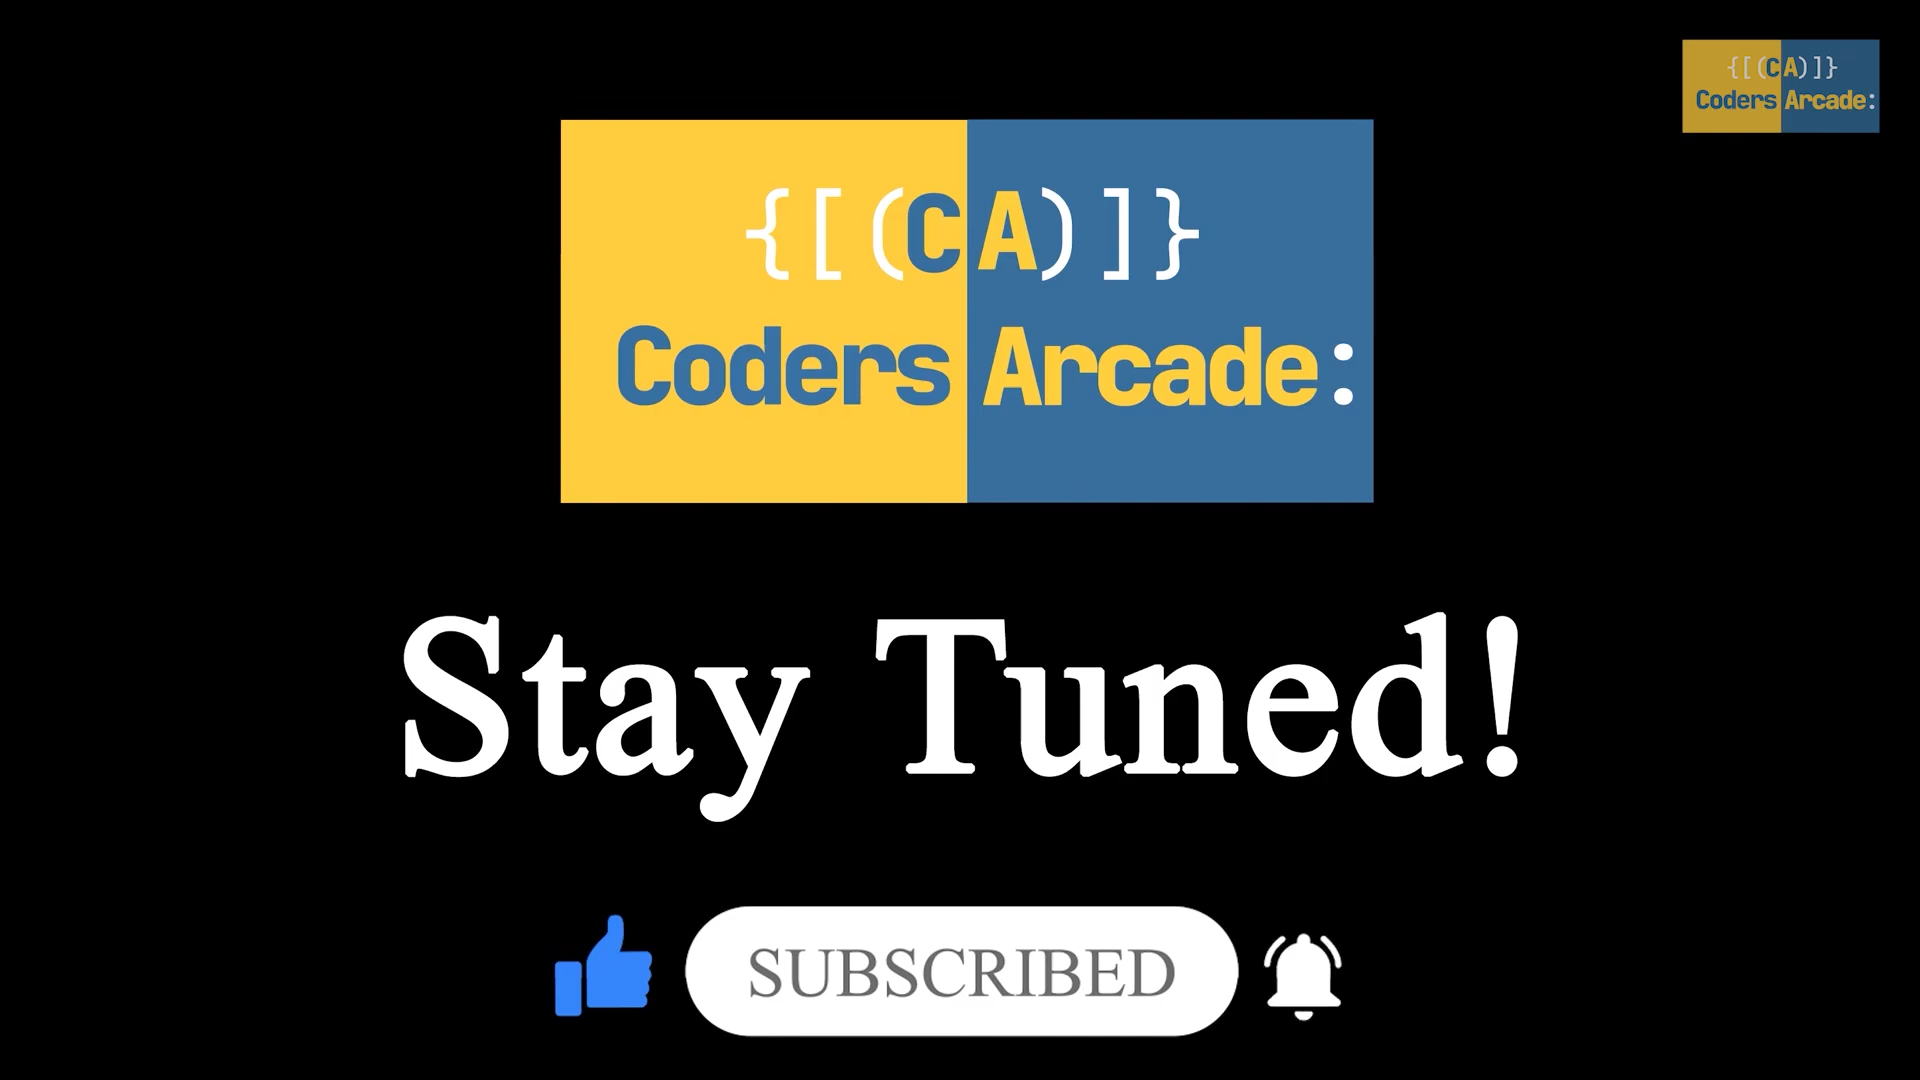 {[(CA)]}
Coders Arcade:
{[(CA)]}
Coders Arcade:
Stay Tuned!
SUBSCRIBED